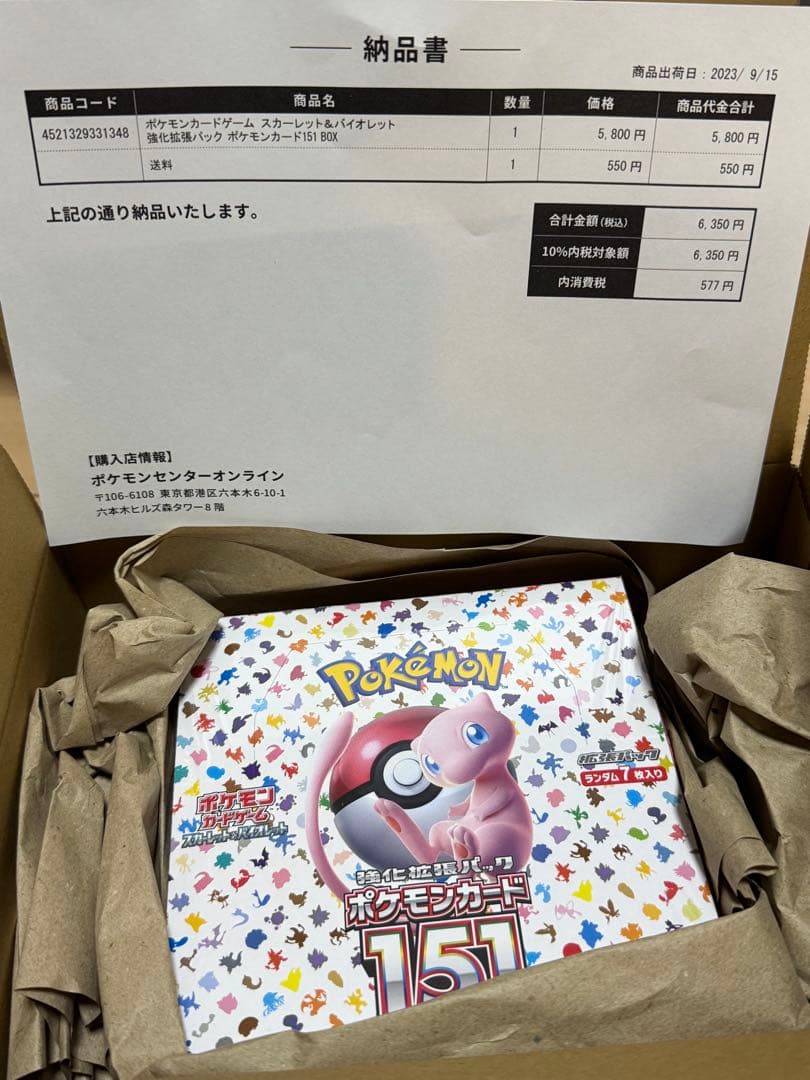 納品書
商品出荷日：2023/ 9/15
商品コード 商品名 数量 価格 商品代金合計
4521329331348 ポケモンカードゲーム スカーレット&バイオレット 1 5,800 円 5,800 円
強化拡張パック ポケモンカード151 BOX
送料 1 550 円 550 円
上記の通り納品いたします。
合計金額(税込) 6,350 円
10%内税対象額 6,350 円
内消費税 577 円
【購入店情報】
ポケモンセンターオンライン
〒106-6108 東京都港区六本木6-10-1
六本木ヒルズ森タワー8 階
POKéMON
拡張パック
ランダム7枚入り
ポケモン
カードゲーム
スカーレット&バイオレット
強化拡張パック
ポケモンカード
151